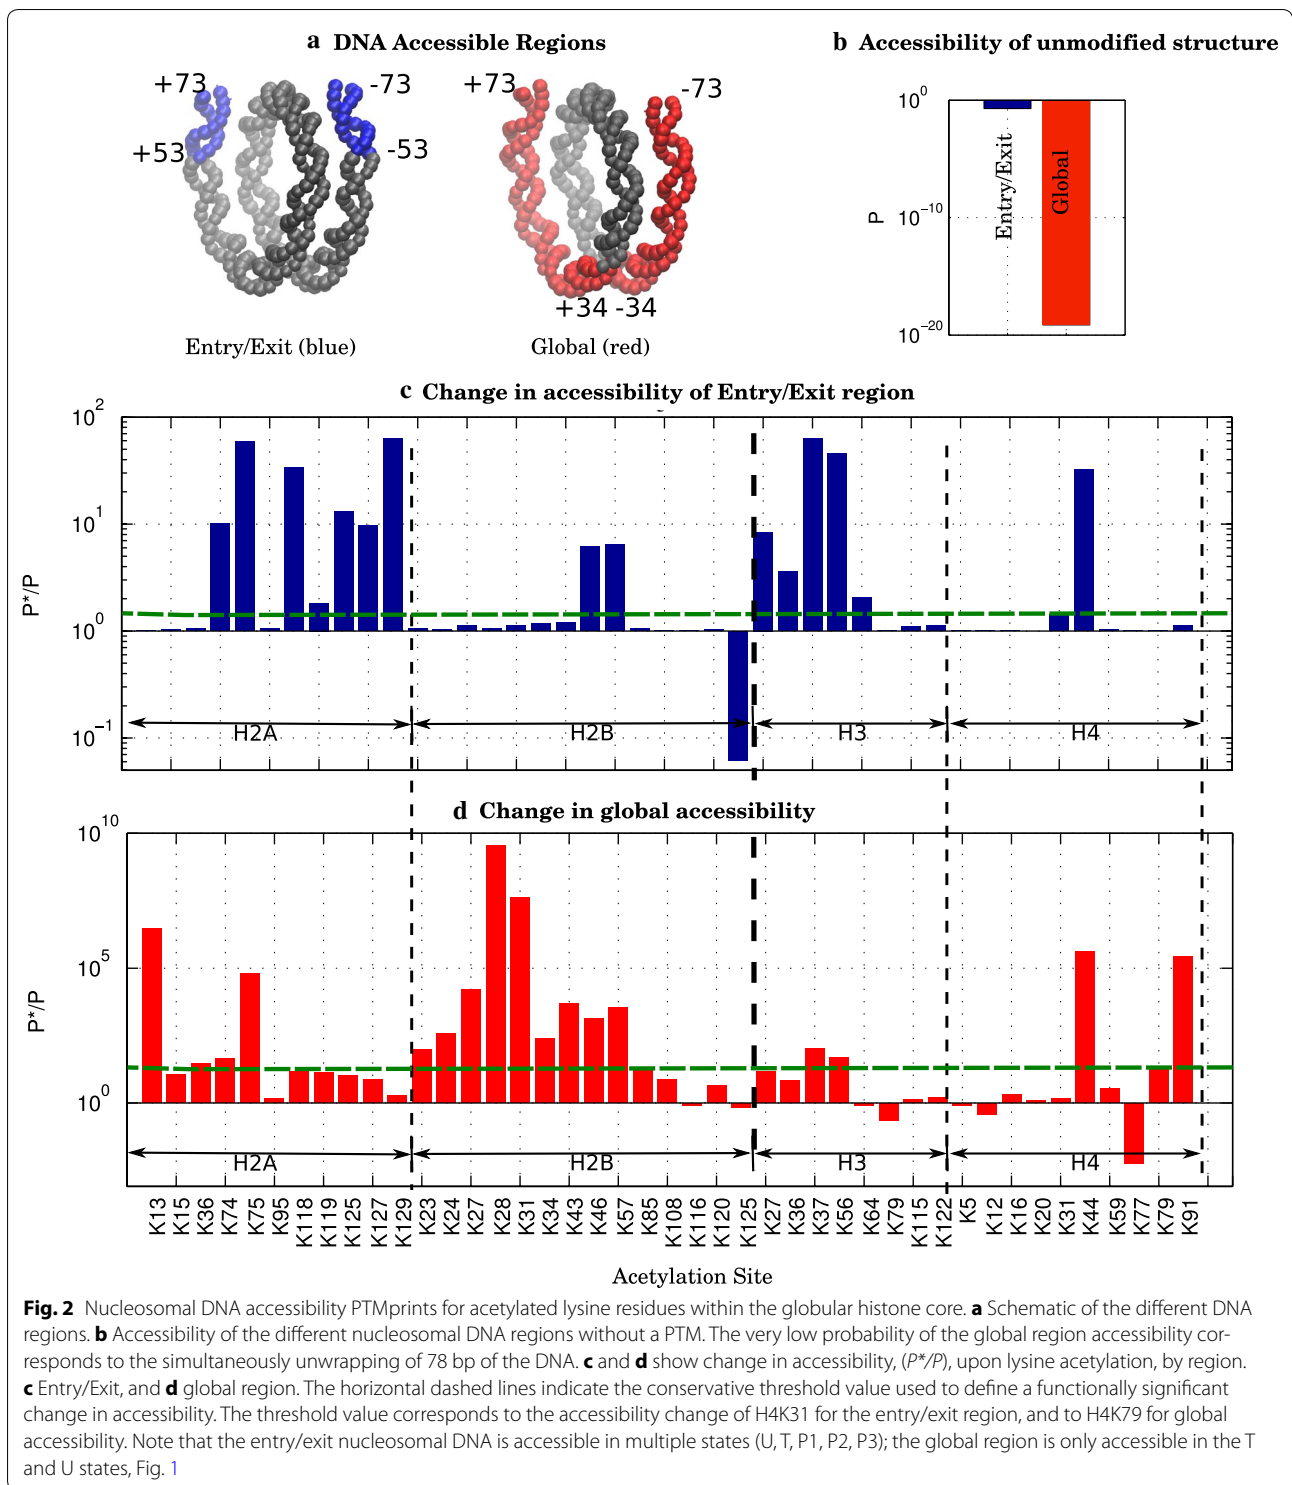 a DNA Accessible Regions
b Accessibility of unmodified structure
+73
-73
+53
-53
+73
-73
+34 -34
Entry/Exit (blue)
Global (red)
10^0
10^-10
10^-20
P
Entry/Exit
Global
c Change in accessibility of Entry/Exit region
10^2
10^1
10^0
10^-1
P*/P
H2A
H2B
H3
H4
d Change in global accessibility
10^10
10^5
10^0
P*/P
H2A
H2B
H3
H4
K13
K15
K36
K74
K75
K95
K118
K119
K125
K127
K129
K23
K24
K27
K28
K31
K34
K43
K46
K57
K85
K108
K116
K120
K125
K27
K36
K37
K56
K64
K79
K115
K122
K5
K12
K16
K20
K31
K44
K59
K77
K79
K91
Acetylation Site
Fig. 2 Nucleosomal DNA accessibility PTMprints for acetylated lysine residues within the globular histone core. a Schematic of the different DNA
regions. b Accessibility of the different nucleosomal DNA regions without a PTM. The very low probability of the global region accessibility cor-
responds to the simultaneously unwrapping of 78 bp of the DNA. c and d show change in accessibility, (P*/P), upon lysine acetylation, by region.
c Entry/Exit, and d global region. The horizontal dashed lines indicate the conservative threshold value used to define a functionally significant
change in accessibility. The threshold value corresponds to the accessibility change of H4K31 for the entry/exit region, and to H4K79 for global
accessibility. Note that the entry/exit nucleosomal DNA is accessible in multiple states (U, T, P1, P2, P3); the global region is only accessible in the T
and U states, Fig. 1